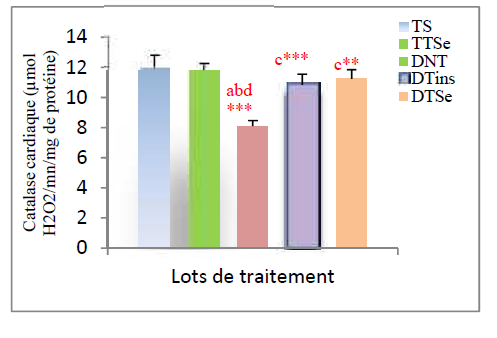 Catalase cardiaque (µmol
H2O2/mn/mg de protéine)
14
12
10
8
6
4
2
0
abd
***
c***
c**
TS
TTSe
DNT
DTins
DTSe
Lots de traitement